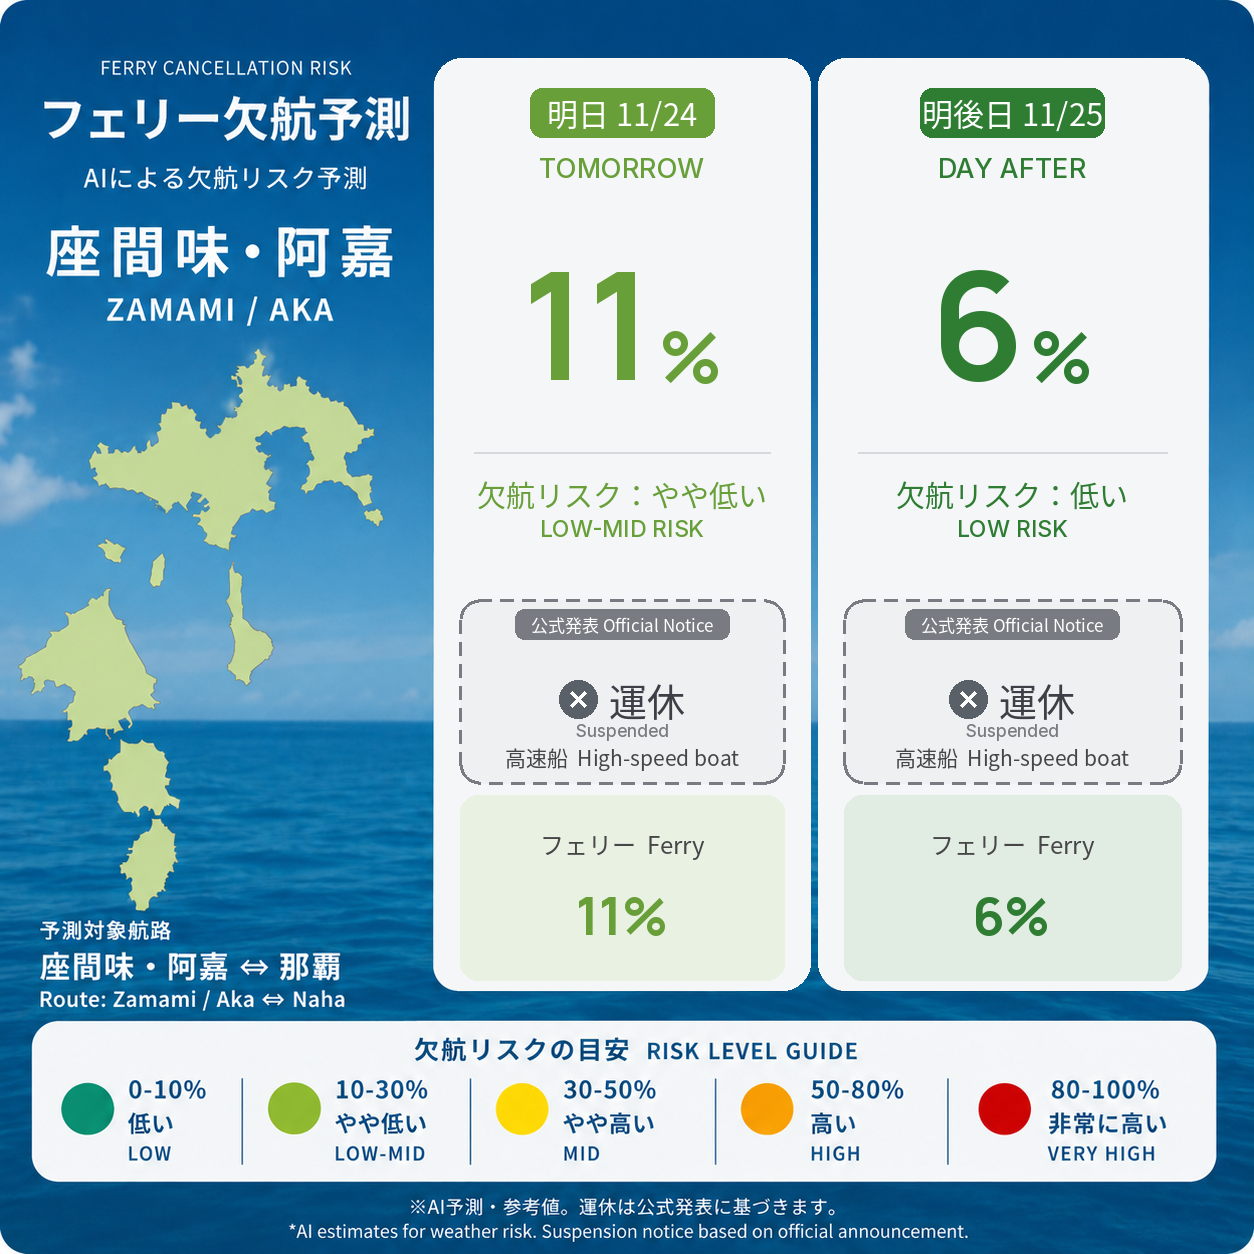 FERRY CANCELLATION RISK
フェリー欠航予測
AIによる欠航リスク予測
座間味・阿嘉
ZAMAMI / AKA
予測対象航路
座間味・阿嘉 ⇔ 那覇
Route: Zamami / Aka ⇔ Naha
明日 11/24
TOMORROW
11%
欠航リスク：やや低い
LOW-MID RISK
公式発表 Official Notice
運休
Suspended
高速船 High-speed boat
フェリー Ferry
11%
明後日 11/25
DAY AFTER
6%
欠航リスク：低い
LOW RISK
公式発表 Official Notice
運休
Suspended
高速船 High-speed boat
フェリー Ferry
6%
欠航リスクの目安 RISK LEVEL GUIDE
0-10%
低い
LOW
10-30%
やや低い
LOW-MID
30-50%
やや高い
MID
50-80%
高い
HIGH
80-100%
非常に高い
VERY HIGH
※AI予測・参考値。運休は公式発表に基づきます。
*AI estimates for weather risk. Suspension notice based on official announcement.